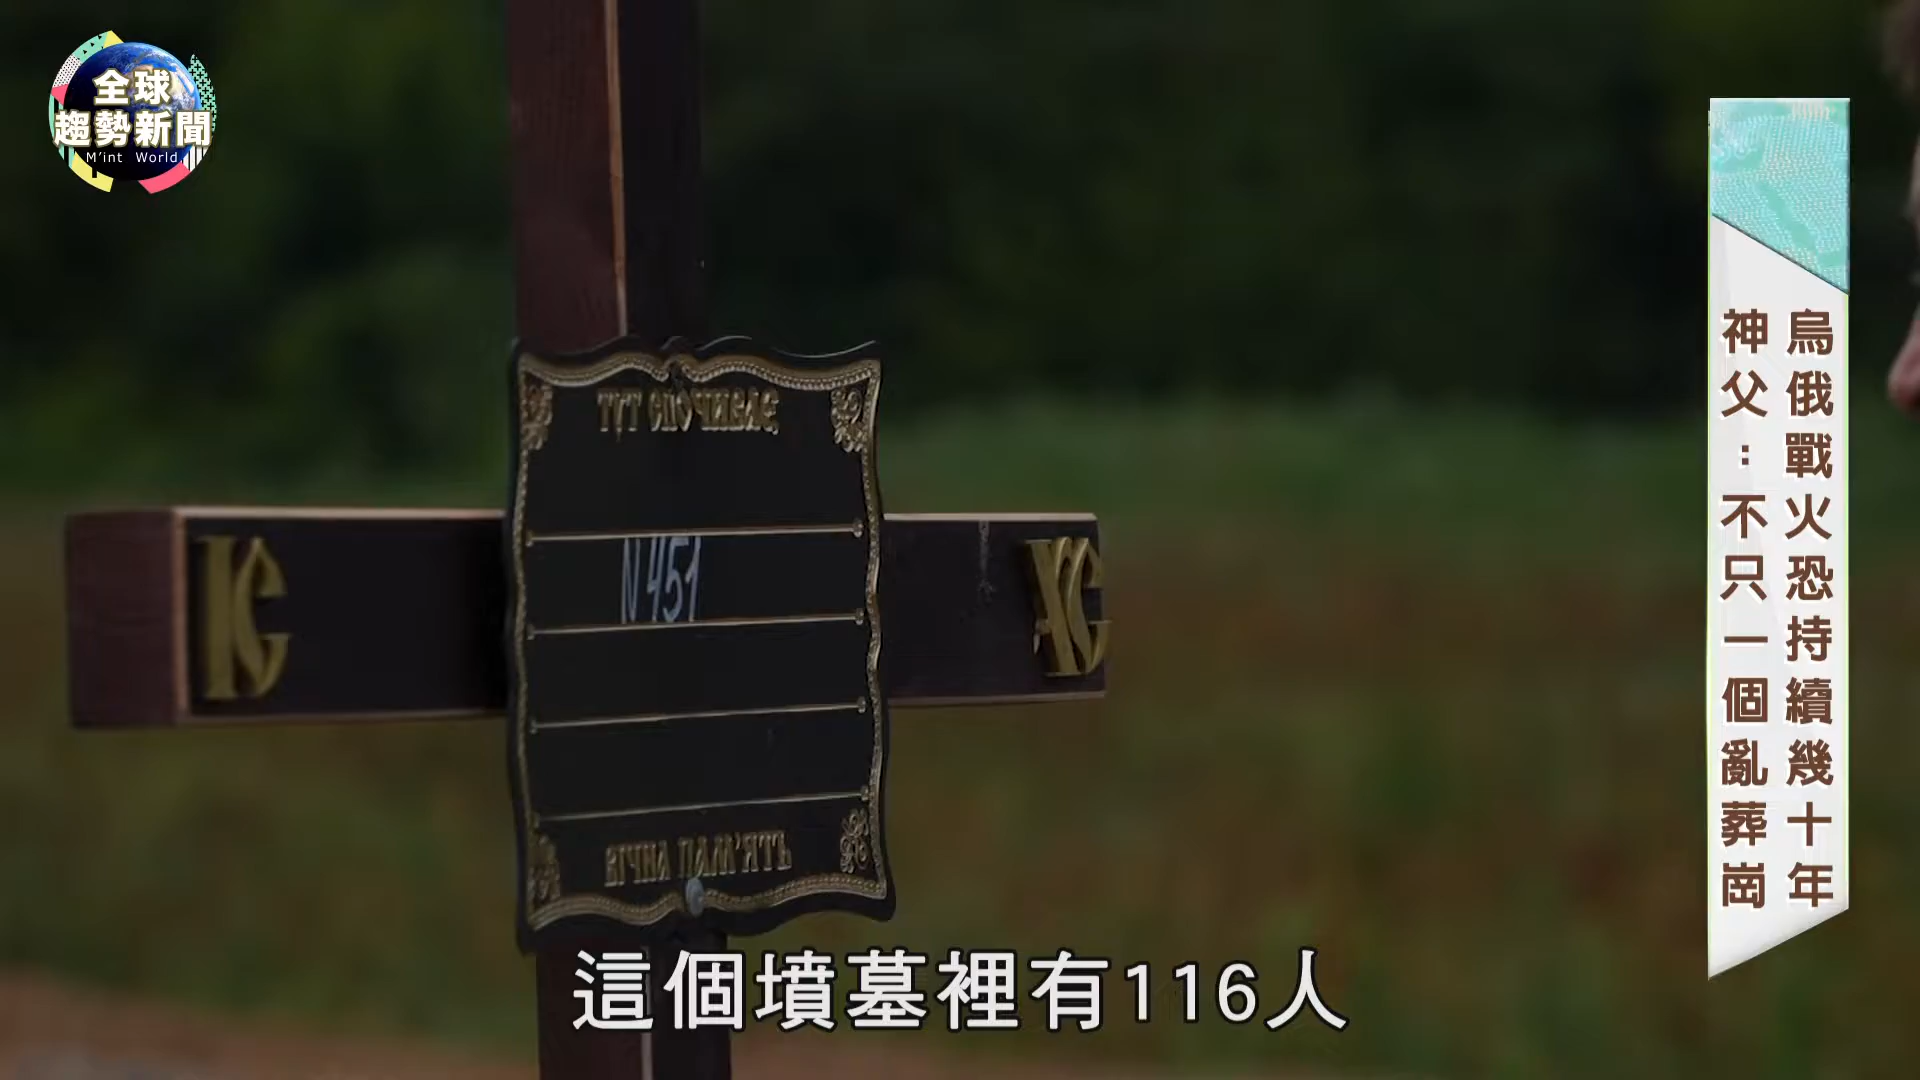 全球
趨勢新聞
M'int World
烏俄戰火恐持續幾十年
神父：不只一個亂葬崗
ТУТ СПОЧИВАЄ
IC
N 451
XC
ВІЧНА ПАМ'ЯТЬ
這個墳墓裡有116人